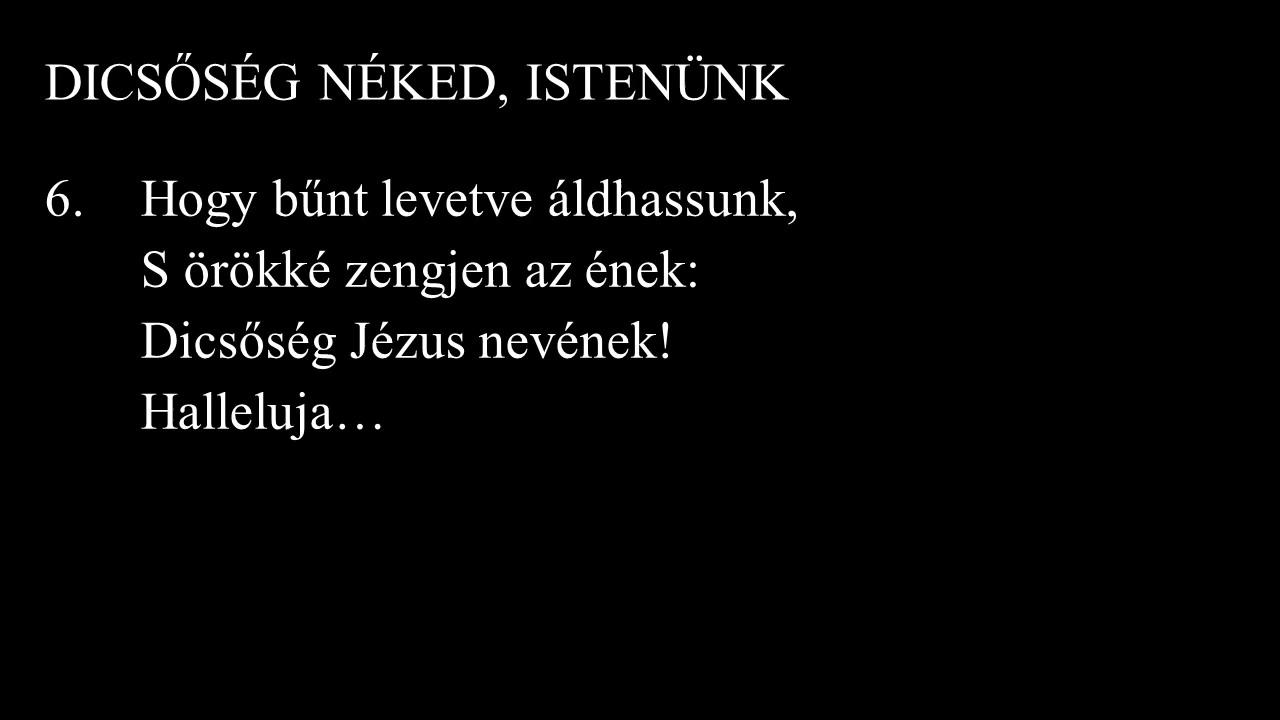 DICSŐSÉG NÉKED, ISTENÜNK
6. Hogy bűnt levetve áldhassunk,
S örökké zengjen az ének:
Dicsőség Jézus nevének!
Halleluja…